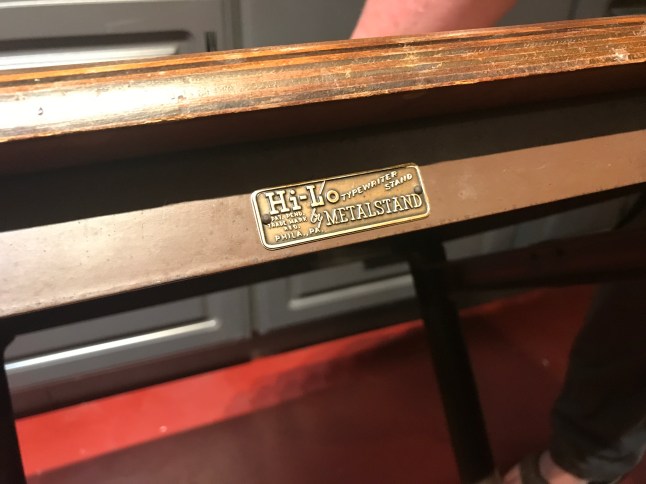 Hi-Lo TYPEWRITER STAND
PAT. PEND. by METALSTAND
TRADE MARK
REG.
PHILA., PA.